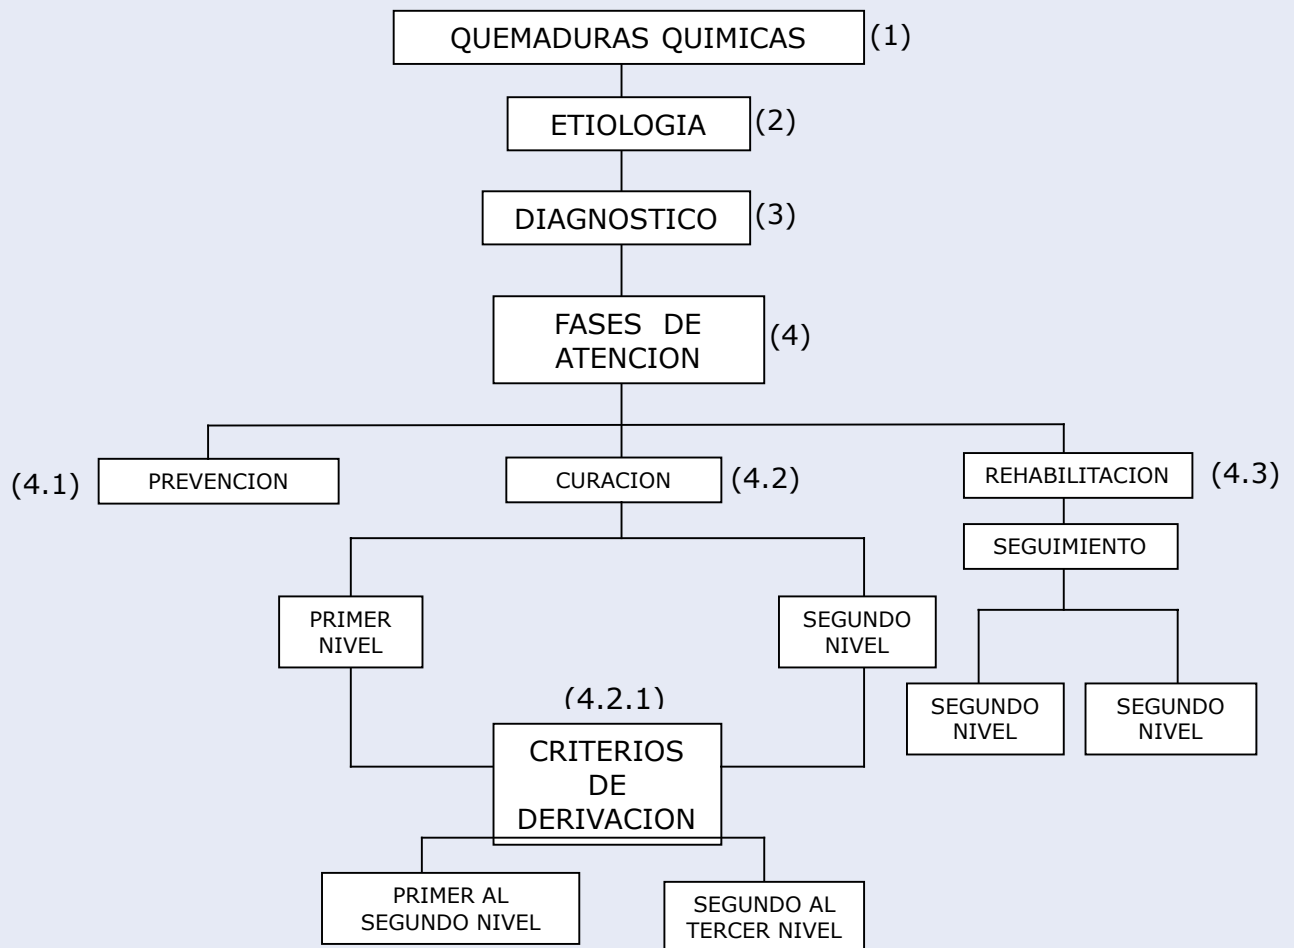 QUEMADURAS QUIMICAS (1)
ETIOLOGIA (2)
DIAGNOSTICO (3)
FASES DE
ATENCION (4)
(4.1) PREVENCION
CURACION (4.2)
REHABILITACION (4.3)
SEGUIMIENTO
PRIMER
NIVEL
SEGUNDO
NIVEL
SEGUNDO
NIVEL
SEGUNDO
NIVEL
(4.2.1)
CRITERIOS
DE
DERIVACION
PRIMER AL
SEGUNDO NIVEL
SEGUNDO AL
TERCER NIVEL